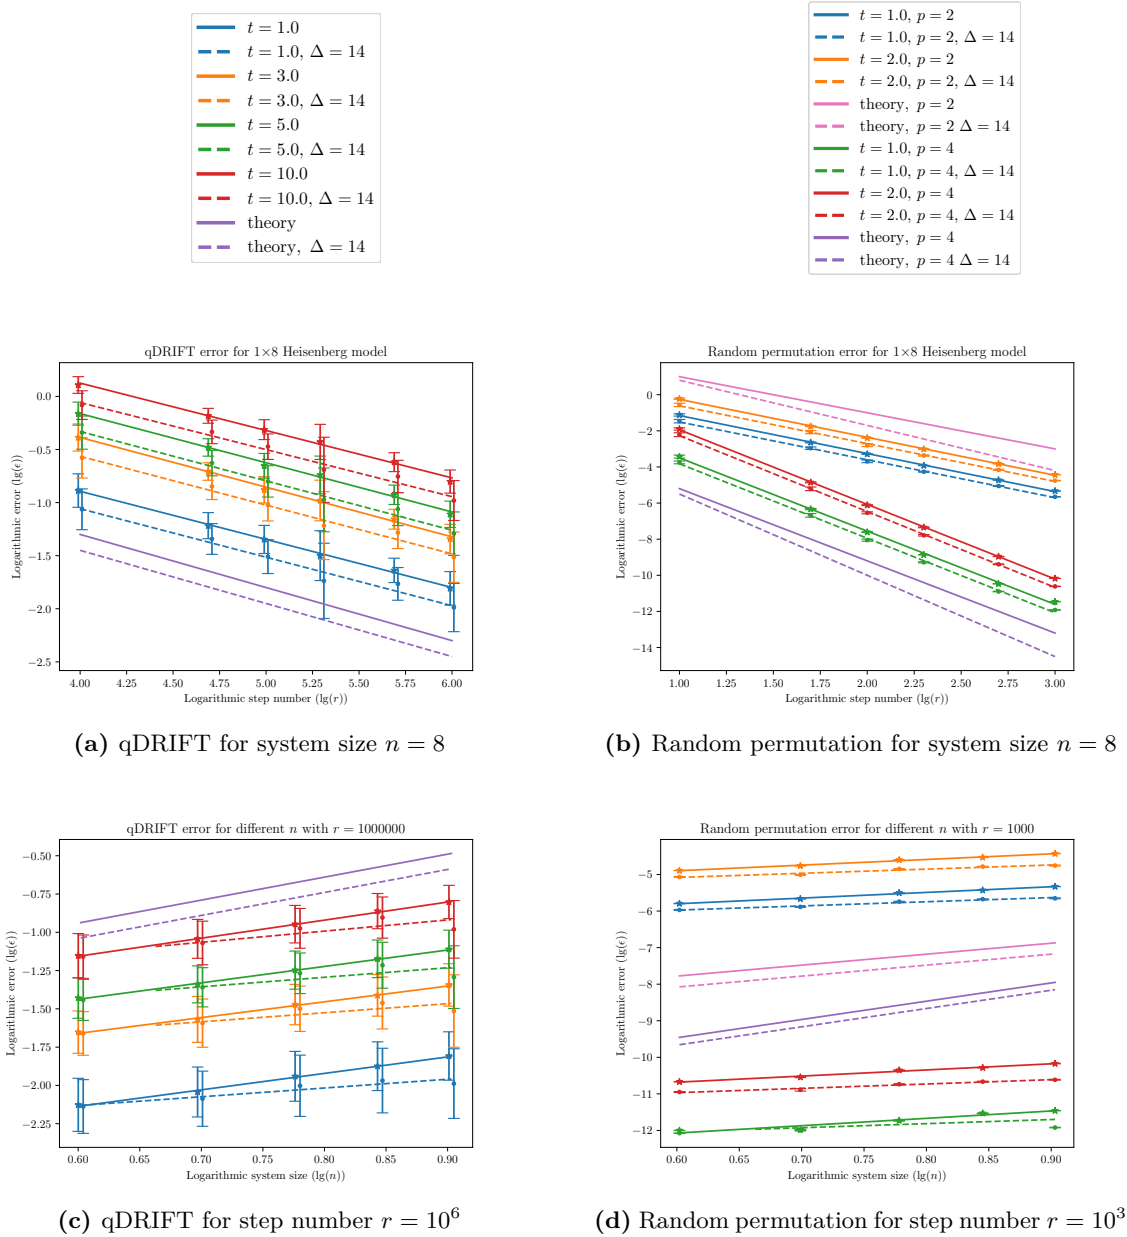 t = 1.0
t = 1.0, Δ = 14
t = 3.0
t = 3.0, Δ = 14
t = 5.0
t = 5.0, Δ = 14
t = 10.0
t = 10.0, Δ = 14
theory
theory, Δ = 14
t = 1.0, p = 2
t = 1.0, p = 2, Δ = 14
t = 2.0, p = 2
t = 2.0, p = 2, Δ = 14
theory, p = 2
theory, p = 2 Δ = 14
t = 1.0, p = 4
t = 1.0, p = 4, Δ = 14
t = 2.0, p = 4
t = 2.0, p = 4, Δ = 14
theory, p = 4
theory, p = 4 Δ = 14
qDRIFT error for 1×8 Heisenberg model
Logarithmic error (lg(ϵ))
0.0
−0.5
−1.0
−1.5
−2.0
−2.5
4.00 4.25 4.50 4.75 5.00 5.25 5.50 5.75 6.00
Logarithmic step number (lg(r))
(a) qDRIFT for system size n = 8
Random permutation error for 1×8 Heisenberg model
Logarithmic error (lg(ϵ))
0
−2
−4
−6
−8
−10
−12
−14
1.00 1.25 1.50 1.75 2.00 2.25 2.50 2.75 3.00
Logarithmic step number (lg(r))
(b) Random permutation for system size n = 8
qDRIFT error for different n with r = 1000000
Logarithmic error (lg(ϵ))
−0.50
−0.75
−1.00
−1.25
−1.50
−1.75
−2.00
−2.25
0.60 0.65 0.70 0.75 0.80 0.85 0.90
Logarithmic system size (lg(n))
(c) qDRIFT for step number r = 10⁶
Random permutation error for different n with r = 1000
Logarithmic error (lg(ϵ))
−5
−6
−7
−8
−9
−10
−11
−12
0.60 0.65 0.70 0.75 0.80 0.85 0.90
Logarithmic system size (lg(n))
(d) Random permutation for step number r = 10³